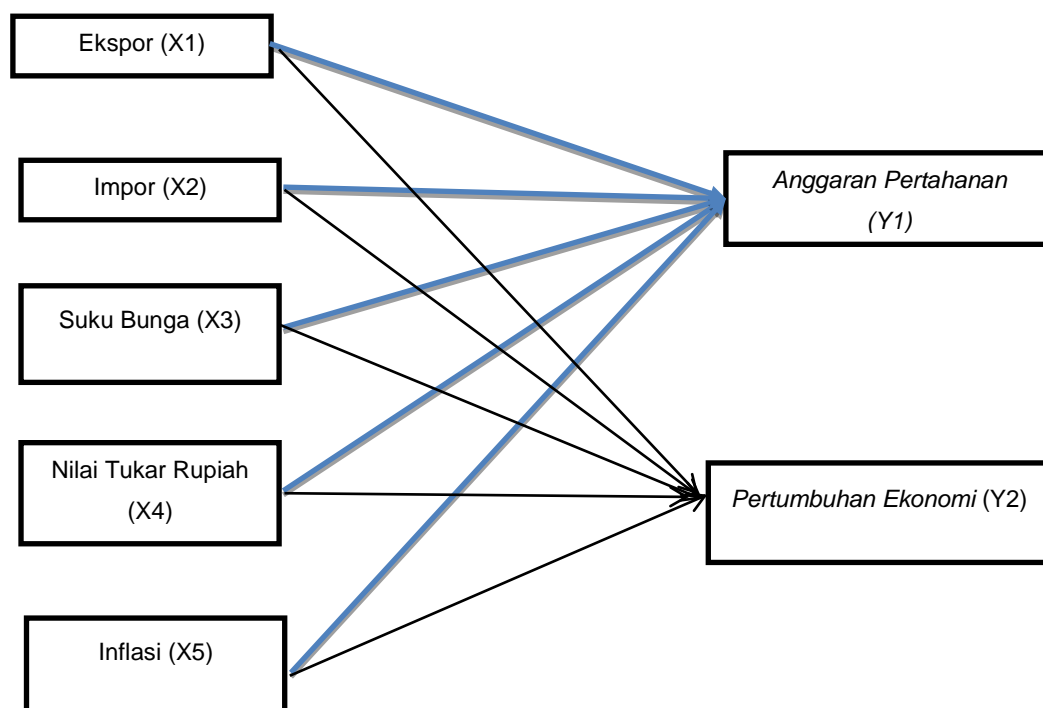 Ekspor (X1)
Impor (X2)
Suku Bunga (X3)
Nilai Tukar Rupiah
(X4)
Inflasi (X5)
Anggaran Pertahanan
(Y1)
Pertumbuhan Ekonomi (Y2)